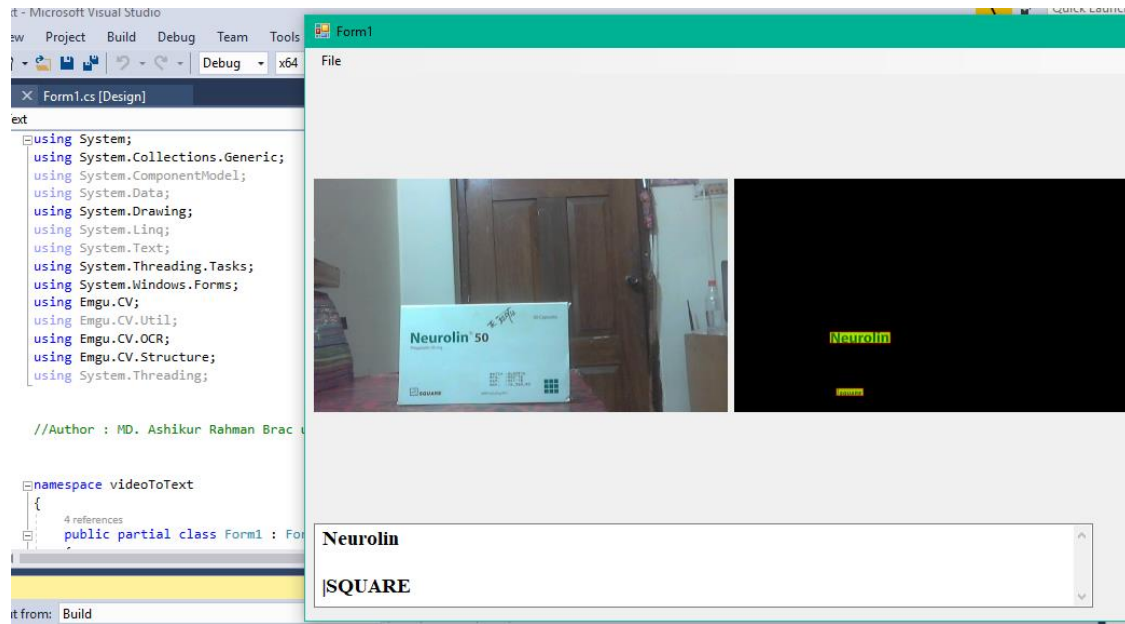 - Microsoft Visual Studio
Project Build Debug Team Tools
Debug x64
Form1.cs [Design]
using System;
using System.Collections.Generic;
using System.ComponentModel;
using System.Data;
using System.Drawing;
using System.Linq;
using System.Text;
using System.Threading.Tasks;
using System.Windows.Forms;
using Emgu.CV;
using Emgu.CV.Util;
using Emgu.CV.OCR;
using Emgu.CV.Structure;
using System.Threading;
//Author : MD. Ashikur Rahman Brac
namespace videoToText
{
4 references
public partial class Form1 :
from: Build
Quick
Form1
File
Neurolin 50
SQUARE
Neurolin
SQUARE
Neurolin
|SQUARE